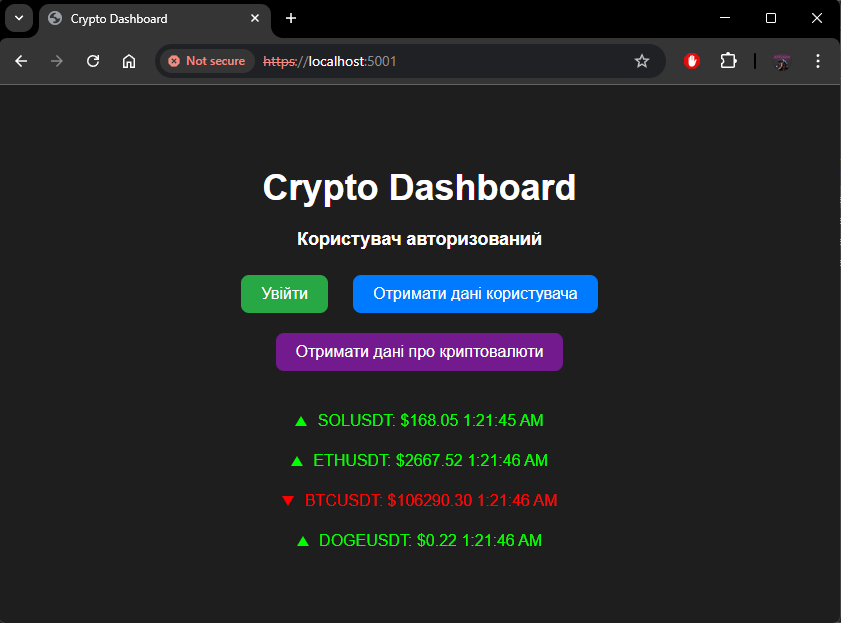 Crypto Dashboard
Not secure https://localhost:5001
Crypto Dashboard
Користувач авторизований
Увійти Отримати дані користувача
Отримати дані про криптовалюти
▲ SOLUSDT: $168.05 1:21:45 AM
▲ ETHUSDT: $2667.52 1:21:46 AM
▼ BTCUSDT: $106290.30 1:21:46 AM
▲ DOGEUSDT: $0.22 1:21:46 AM